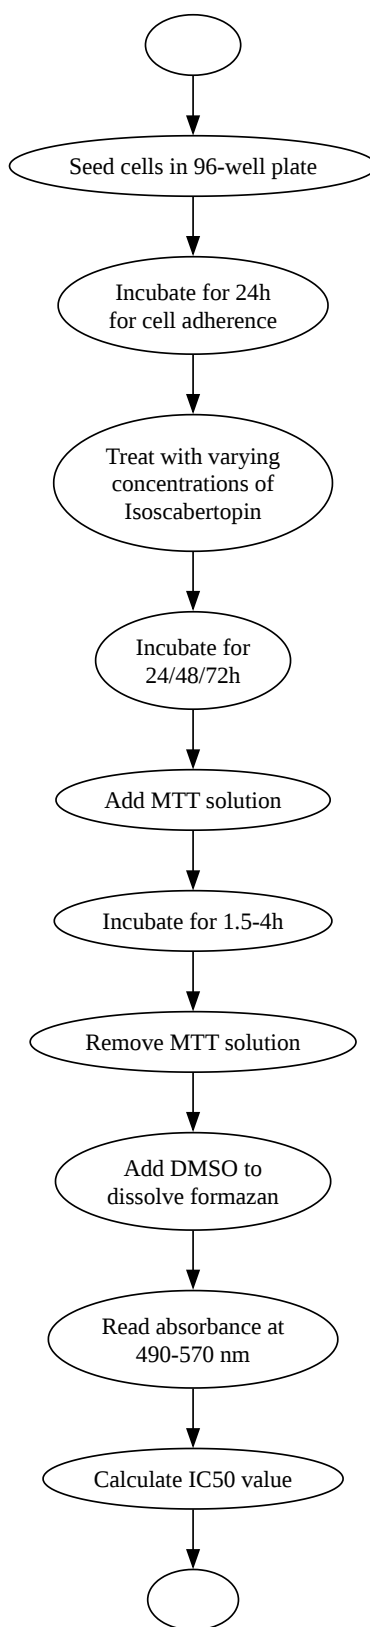 Seed cells in 96-well plate
Incubate for 24h
for cell adherence
Treat with varying
concentrations of
Isoscabertopin
Incubate for
24/48/72h
Add MTT solution
Incubate for 1.5-4h
Remove MTT solution
Add DMSO to
dissolve formazan
Read absorbance at
490-570 nm
Calculate IC50 value